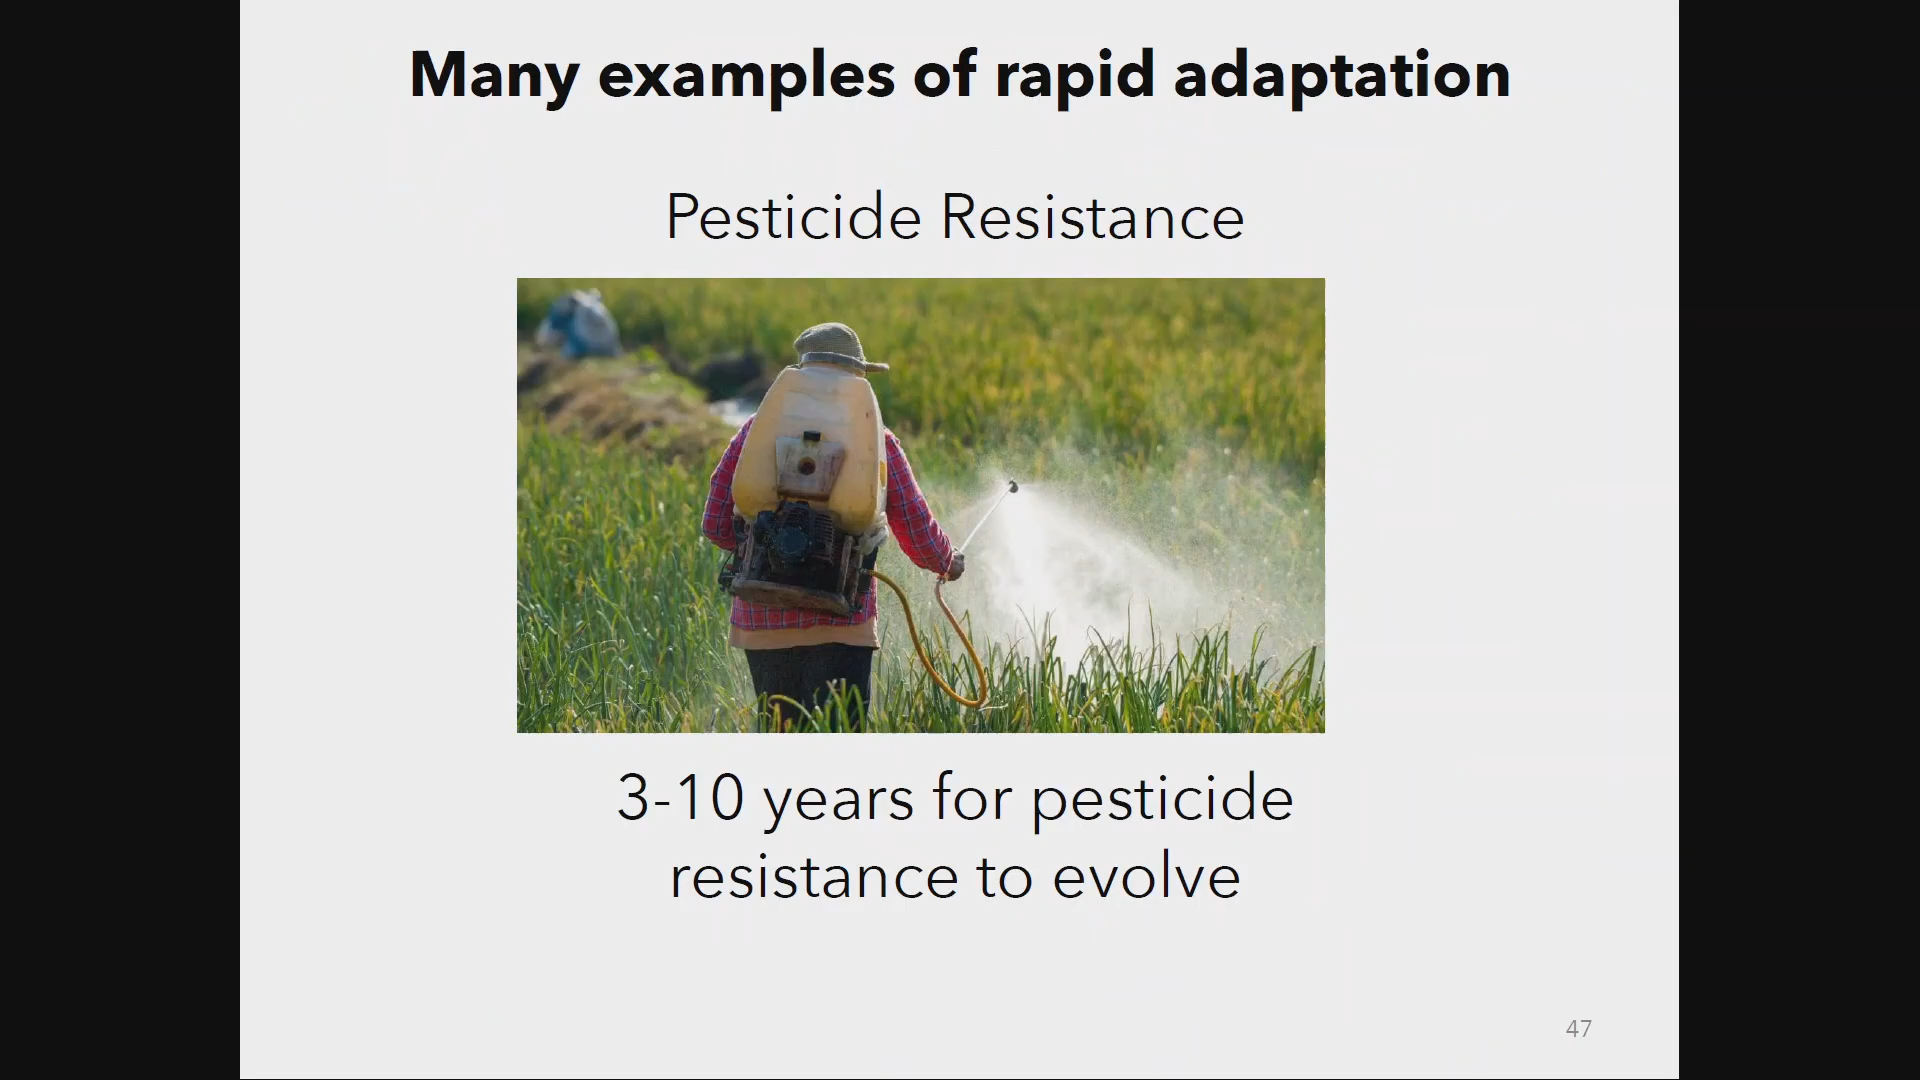 Many examples of rapid adaptation
Pesticide Resistance
3-10 years for pesticide
resistance to evolve
47